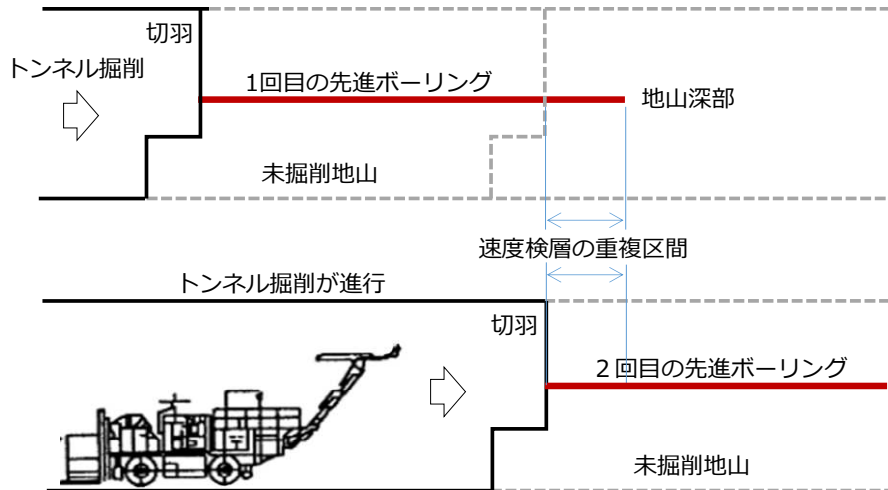 切羽
トンネル掘削
1回目の先進ボーリング
地山深部
未掘削地山
速度検層の重複区間
トンネル掘削が進行
切羽
２回目の先進ボーリング
未掘削地山